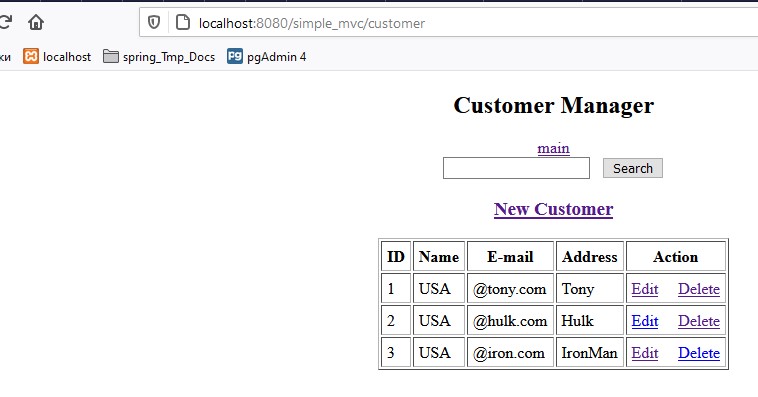 localhost:8080/simple_mvc/customer
ки localhost spring_Tmp_Docs pgAdmin 4
Customer Manager
main
Search
New Customer
ID Name E-mail Address Action
1 USA @tony.com Tony Edit Delete
2 USA @hulk.com Hulk Edit Delete
3 USA @iron.com IronMan Edit Delete